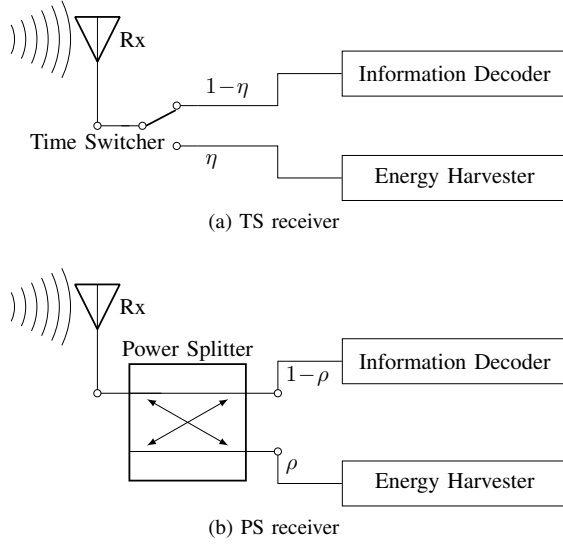 Rx
1−η
Information Decoder
Time Switcher
η
Energy Harvester
(a) TS receiver
Rx
Power Splitter
Information Decoder
1−ρ
ρ
Energy Harvester
(b) PS receiver